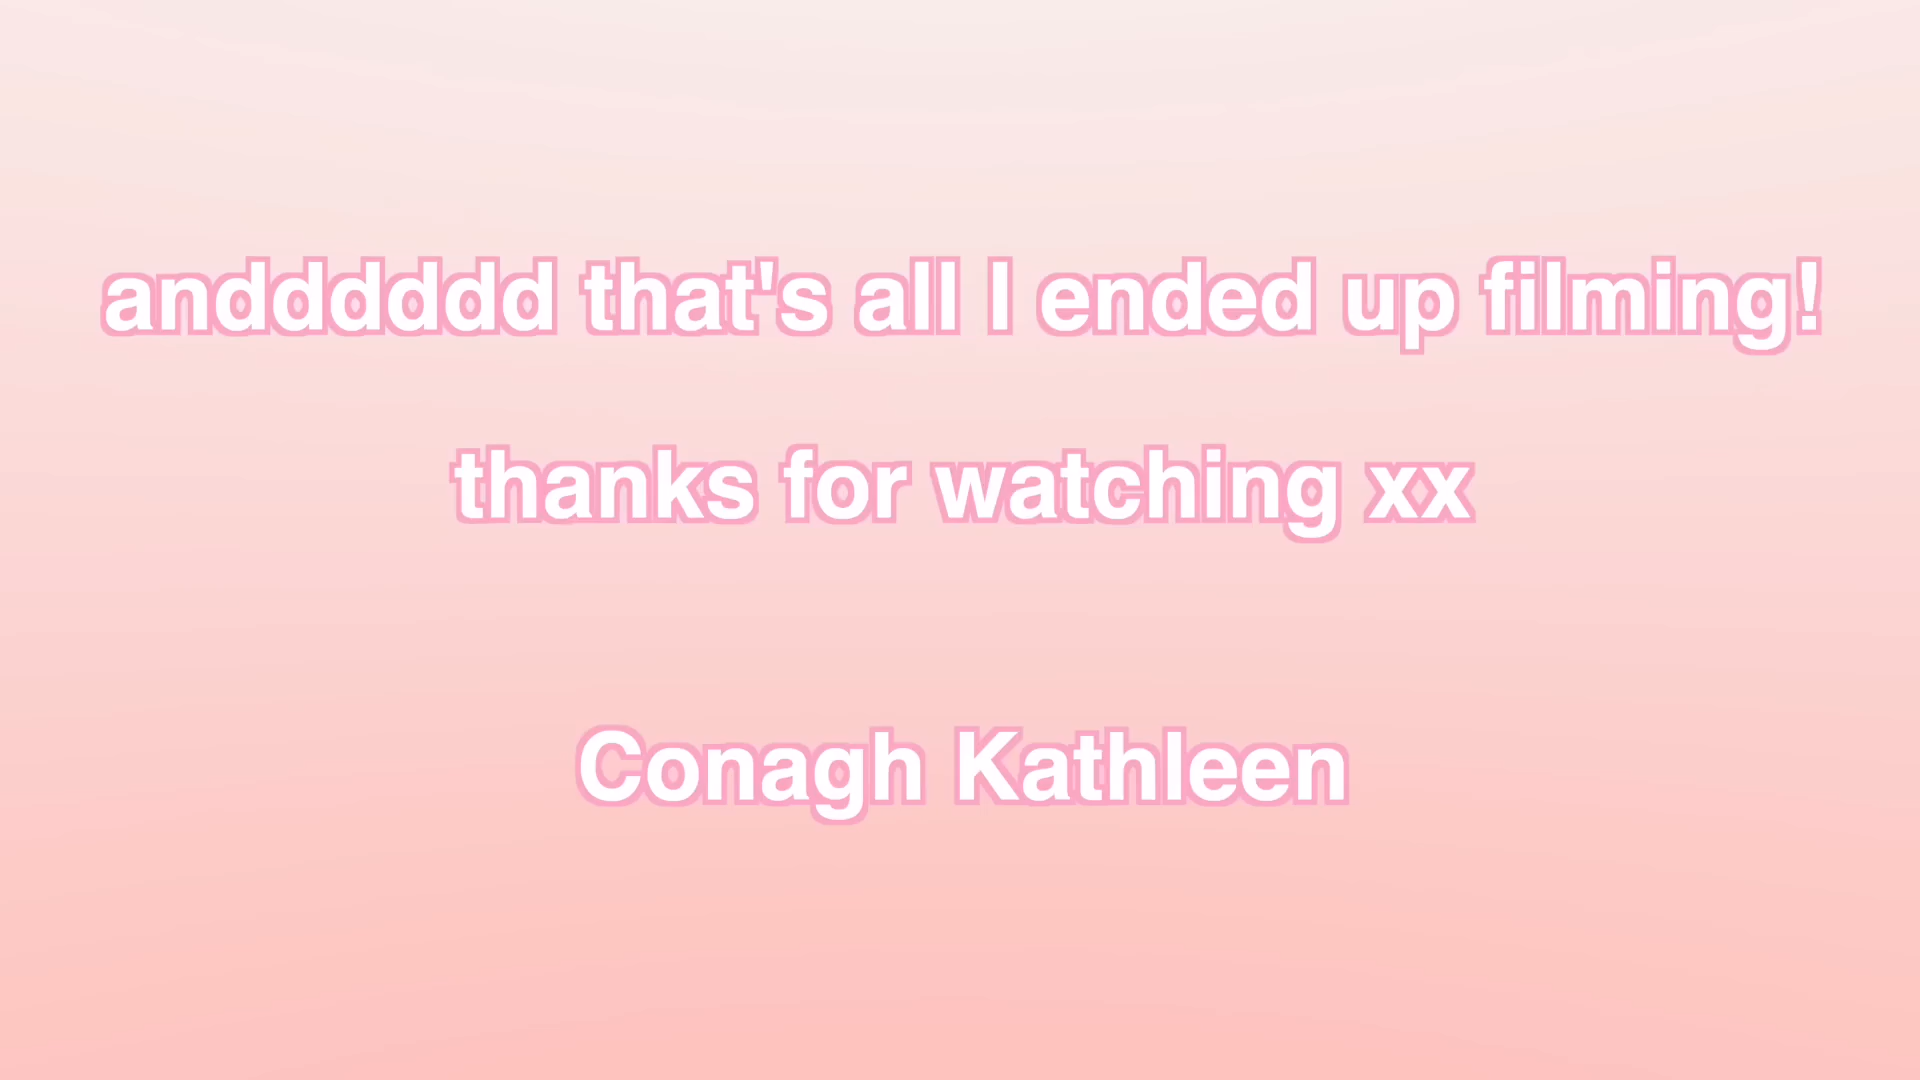 andddddd that's all I ended up filming!
thanks for watching xx
Conagh Kathleen